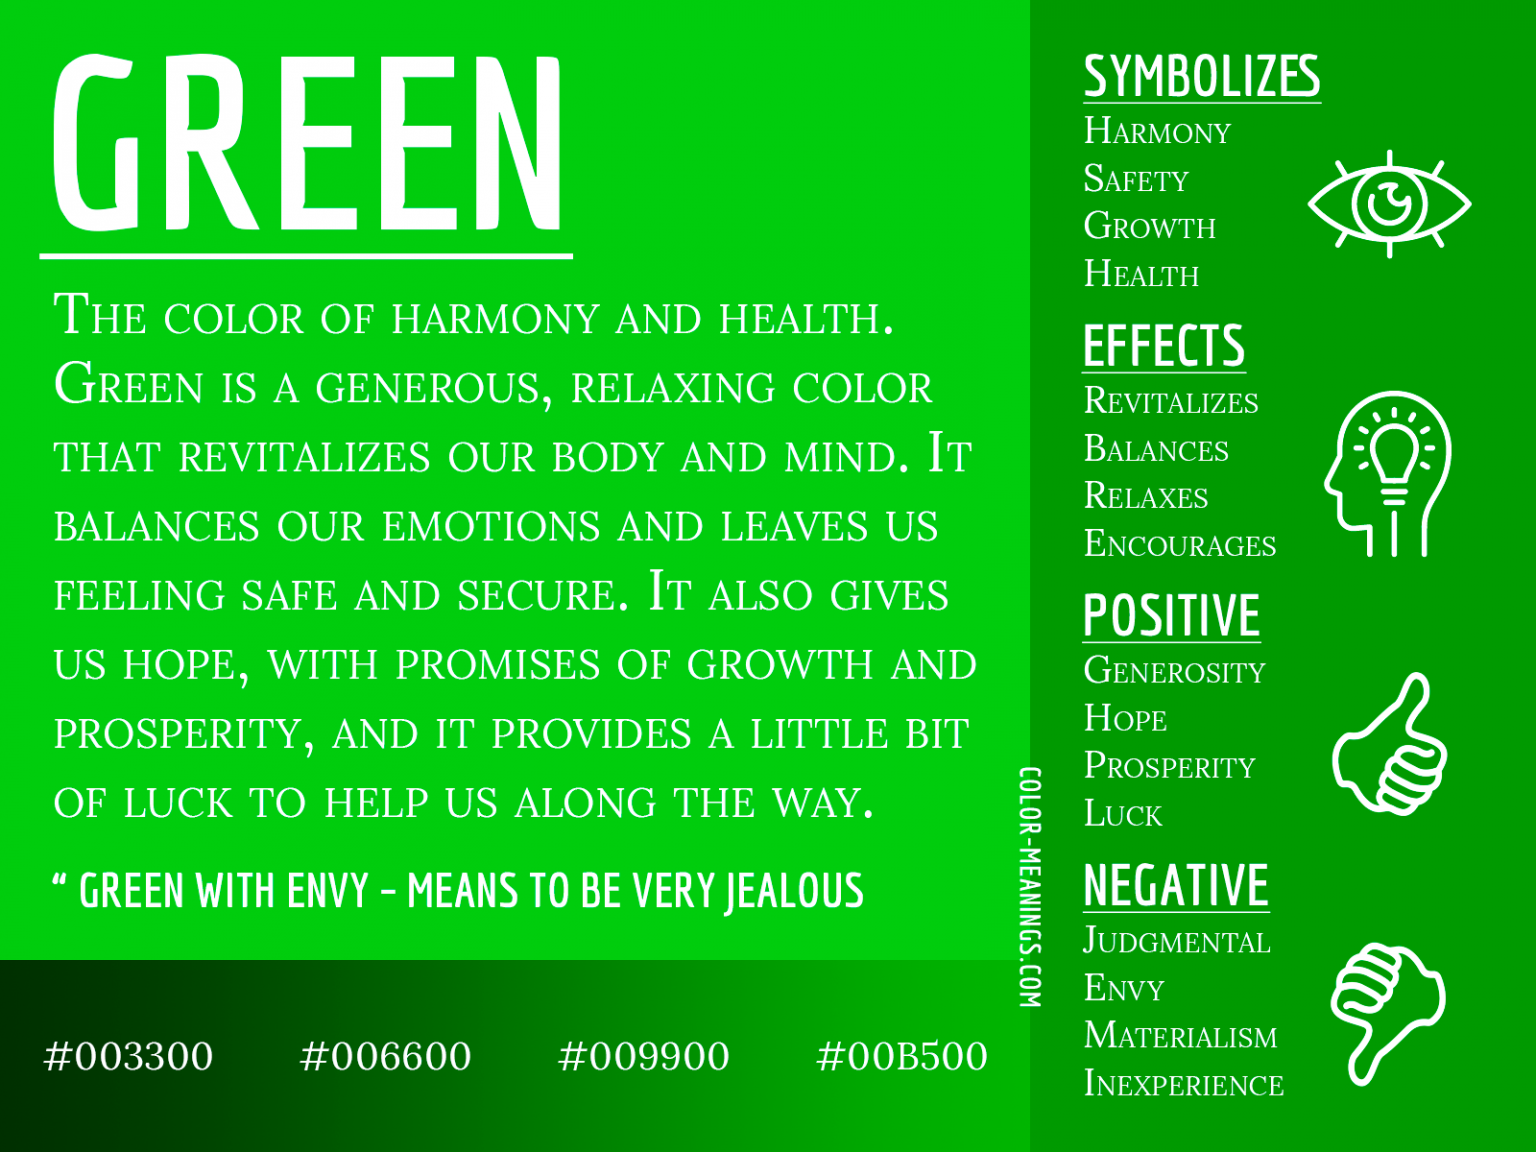 GREEN
The color of harmony and health.
Green is a generous, relaxing color
that revitalizes our body and mind. It
balances our emotions and leaves us
feeling safe and secure. It also gives
us hope, with promises of growth and
prosperity, and it provides a little bit
of luck to help us along the way.
“ GREEN WITH ENVY – MEANS TO BE VERY JEALOUS
#003300 #006600 #009900 #00B500
COLOR-MEANINGS.COM
SYMBOLIZES
Harmony
Safety
Growth
Health
EFFECTS
Revitalizes
Balances
Relaxes
Encourages
POSITIVE
Generosity
Hope
Prosperity
Luck
NEGATIVE
Judgmental
Envy
Materialism
Inexperience